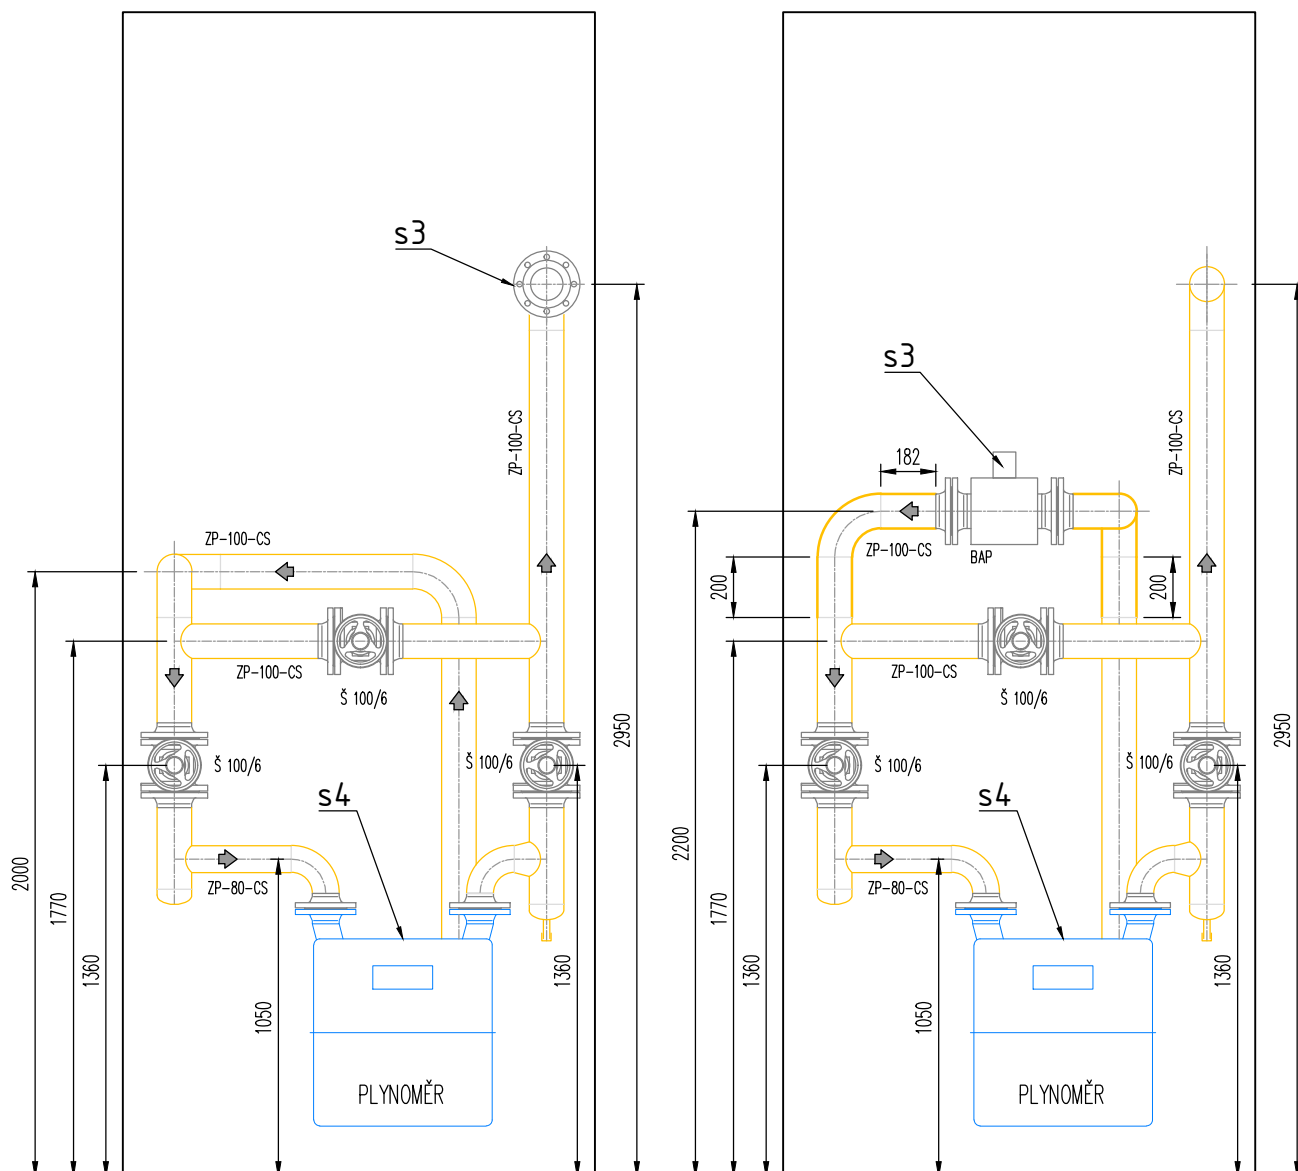 s3
ZP-100-CS
ZP-100-CS
ZP-100-CS
Š 100/6
Š 100/6
Š 100/6
s4
ZP-80-CS
PLYNOMĚR
2000
1770
1360
1050
1360
2950
s3
182
ZP-100-CS
ZP-100-CS
BAP
200
200
ZP-100-CS
Š 100/6
Š 100/6
Š 100/6
s4
ZP-80-CS
PLYNOMĚR
2200
1770
1360
1050
1360
2950